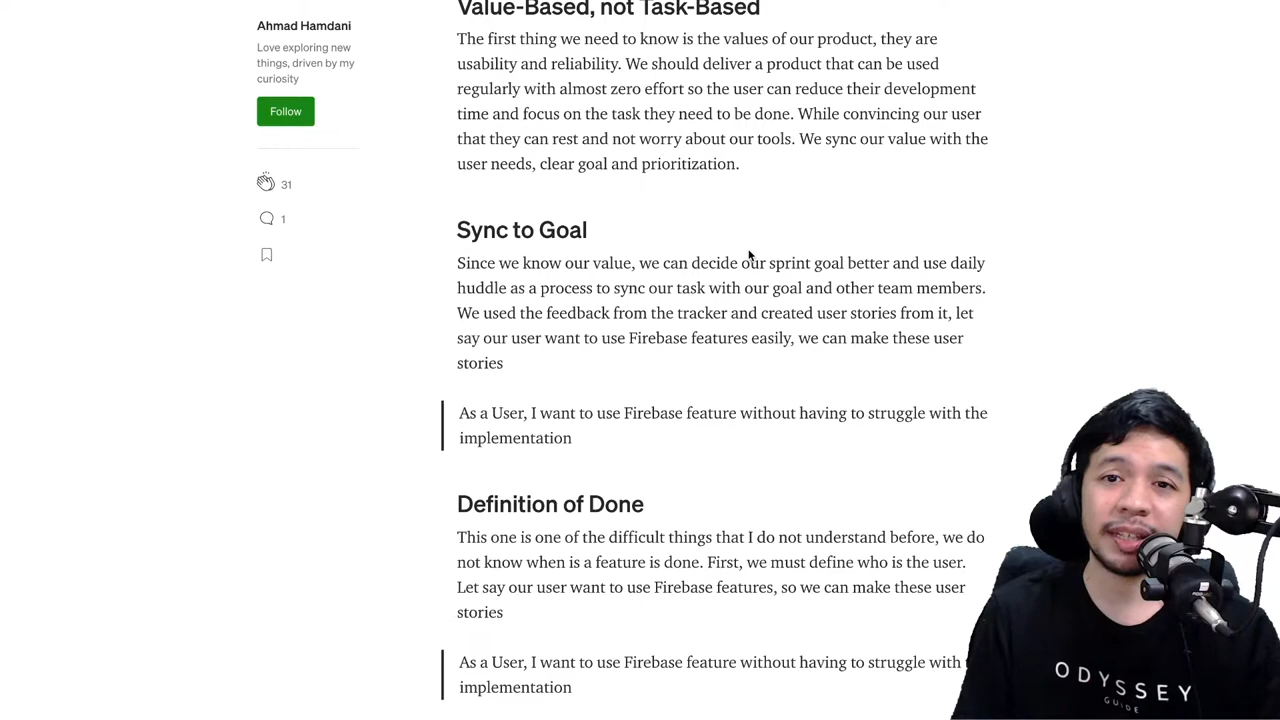 Value-Based, not Task-Based
Ahmad Hamdani
Love exploring new
things, driven by my
curiosity
Follow
31
1
The first thing we need to know is the values of our product, they are
usability and reliability. We should deliver a product that can be used
regularly with almost zero effort so the user can reduce their development
time and focus on the task they need to be done. While convincing our user
that they can rest and not worry about our tools. We sync our value with the
user needs, clear goal and prioritization.
Sync to Goal
Since we know our value, we can decide our sprint goal better and use daily
huddle as a process to sync our task with our goal and other team members.
We used the feedback from the tracker and created user stories from it, let
say our user want to use Firebase features easily, we can make these user
stories
As a User, I want to use Firebase feature without having to struggle with the
implementation
Definition of Done
This one is one of the difficult things that I do not understand before, we do
not know when is a feature is done. First, we must define who is the user.
Let say our user want to use Firebase features, so we can make these user
stories
As a User, I want to use Firebase feature without having to struggle with
implementation
ODYSSEY
GUIDE